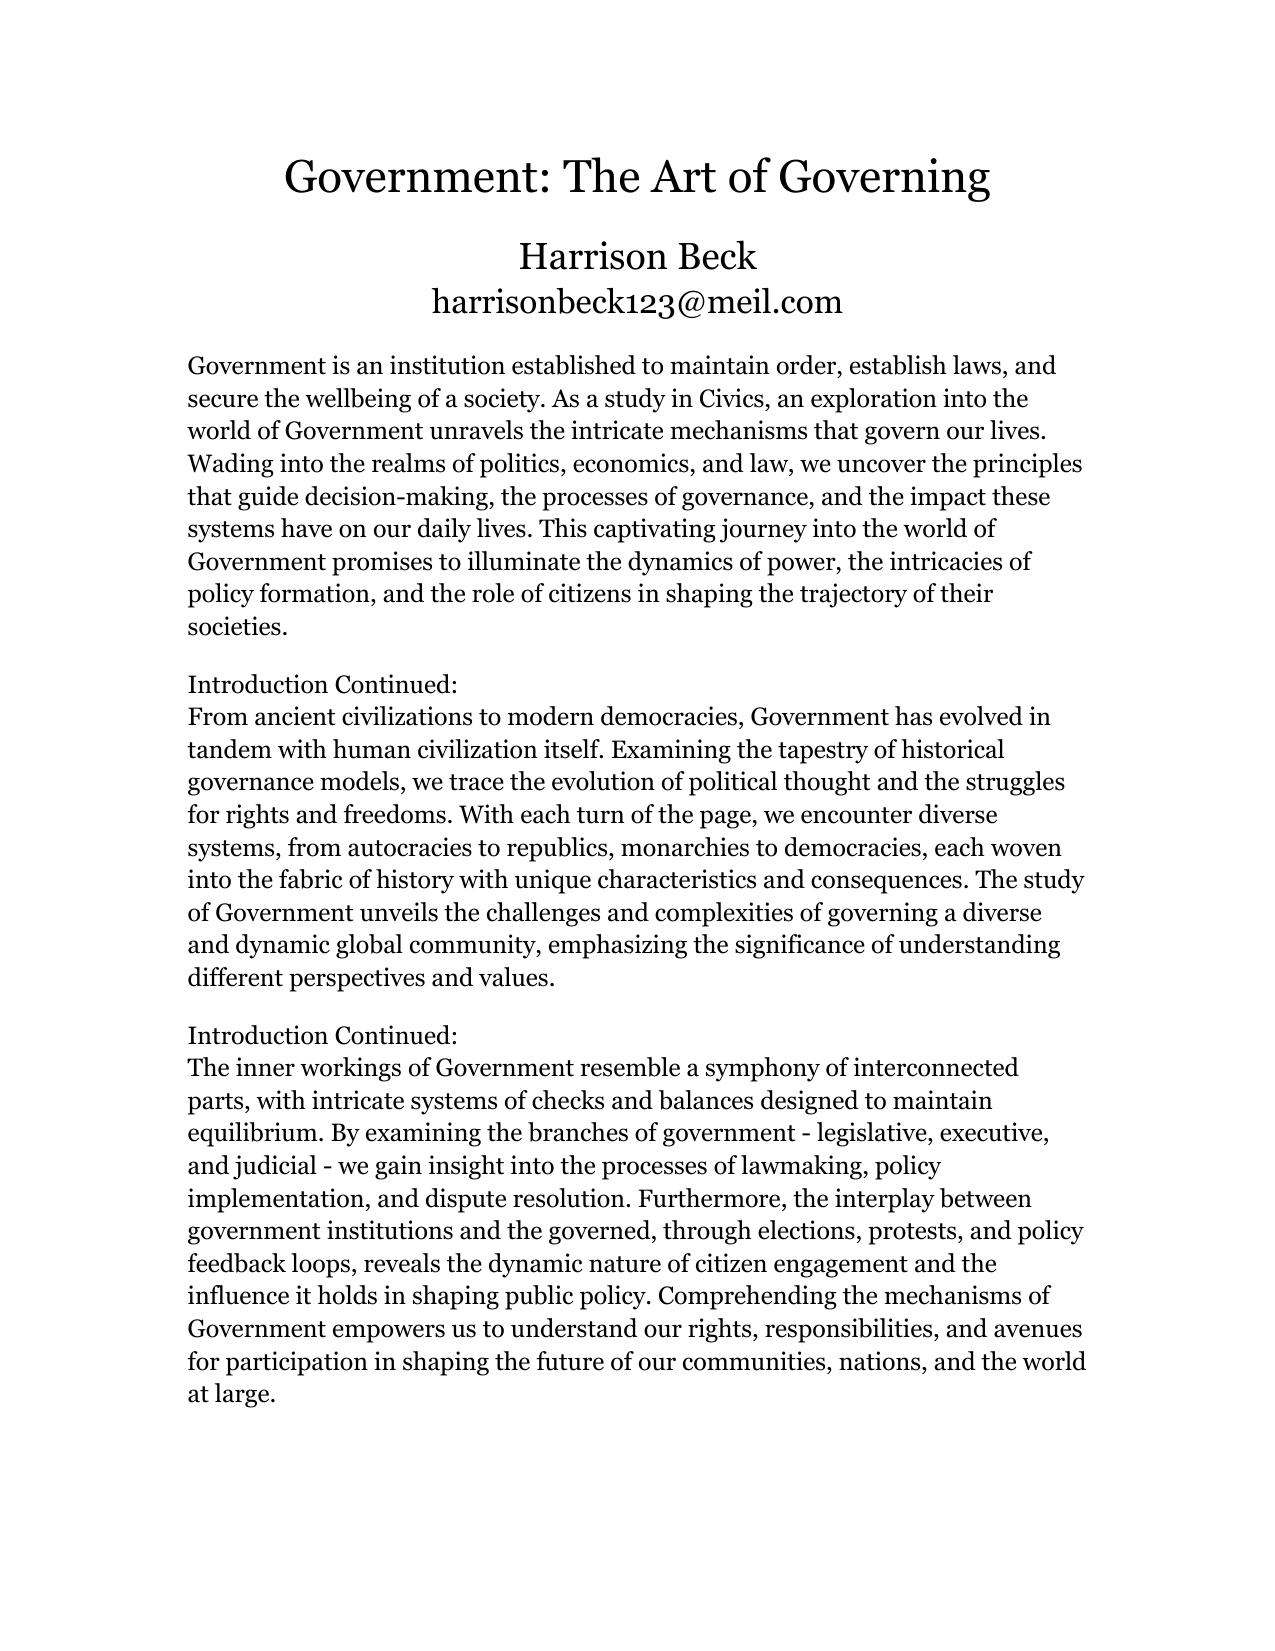 Government: The Art of Governing
Harrison Beck
harrisonbeck123@meil.com
Government is an institution established to maintain order, establish laws, and
secure the wellbeing of a society. As a study in Civics, an exploration into the
world of Government unravels the intricate mechanisms that govern our lives.
Wading into the realms of politics, economics, and law, we uncover the principles
that guide decision-making, the processes of governance, and the impact these
systems have on our daily lives. This captivating journey into the world of
Government promises to illuminate the dynamics of power, the intricacies of
policy formation, and the role of citizens in shaping the trajectory of their
societies.
Introduction Continued:
From ancient civilizations to modern democracies, Government has evolved in
tandem with human civilization itself. Examining the tapestry of historical
governance models, we trace the evolution of political thought and the struggles
for rights and freedoms. With each turn of the page, we encounter diverse
systems, from autocracies to republics, monarchies to democracies, each woven
into the fabric of history with unique characteristics and consequences. The study
of Government unveils the challenges and complexities of governing a diverse
and dynamic global community, emphasizing the significance of understanding
different perspectives and values.
Introduction Continued:
The inner workings of Government resemble a symphony of interconnected
parts, with intricate systems of checks and balances designed to maintain
equilibrium. By examining the branches of government - legislative, executive,
and judicial - we gain insight into the processes of lawmaking, policy
implementation, and dispute resolution. Furthermore, the interplay between
government institutions and the governed, through elections, protests, and policy
feedback loops, reveals the dynamic nature of citizen engagement and the
influence it holds in shaping public policy. Comprehending the mechanisms of
Government empowers us to understand our rights, responsibilities, and avenues
for participation in shaping the future of our communities, nations, and the world
at large.